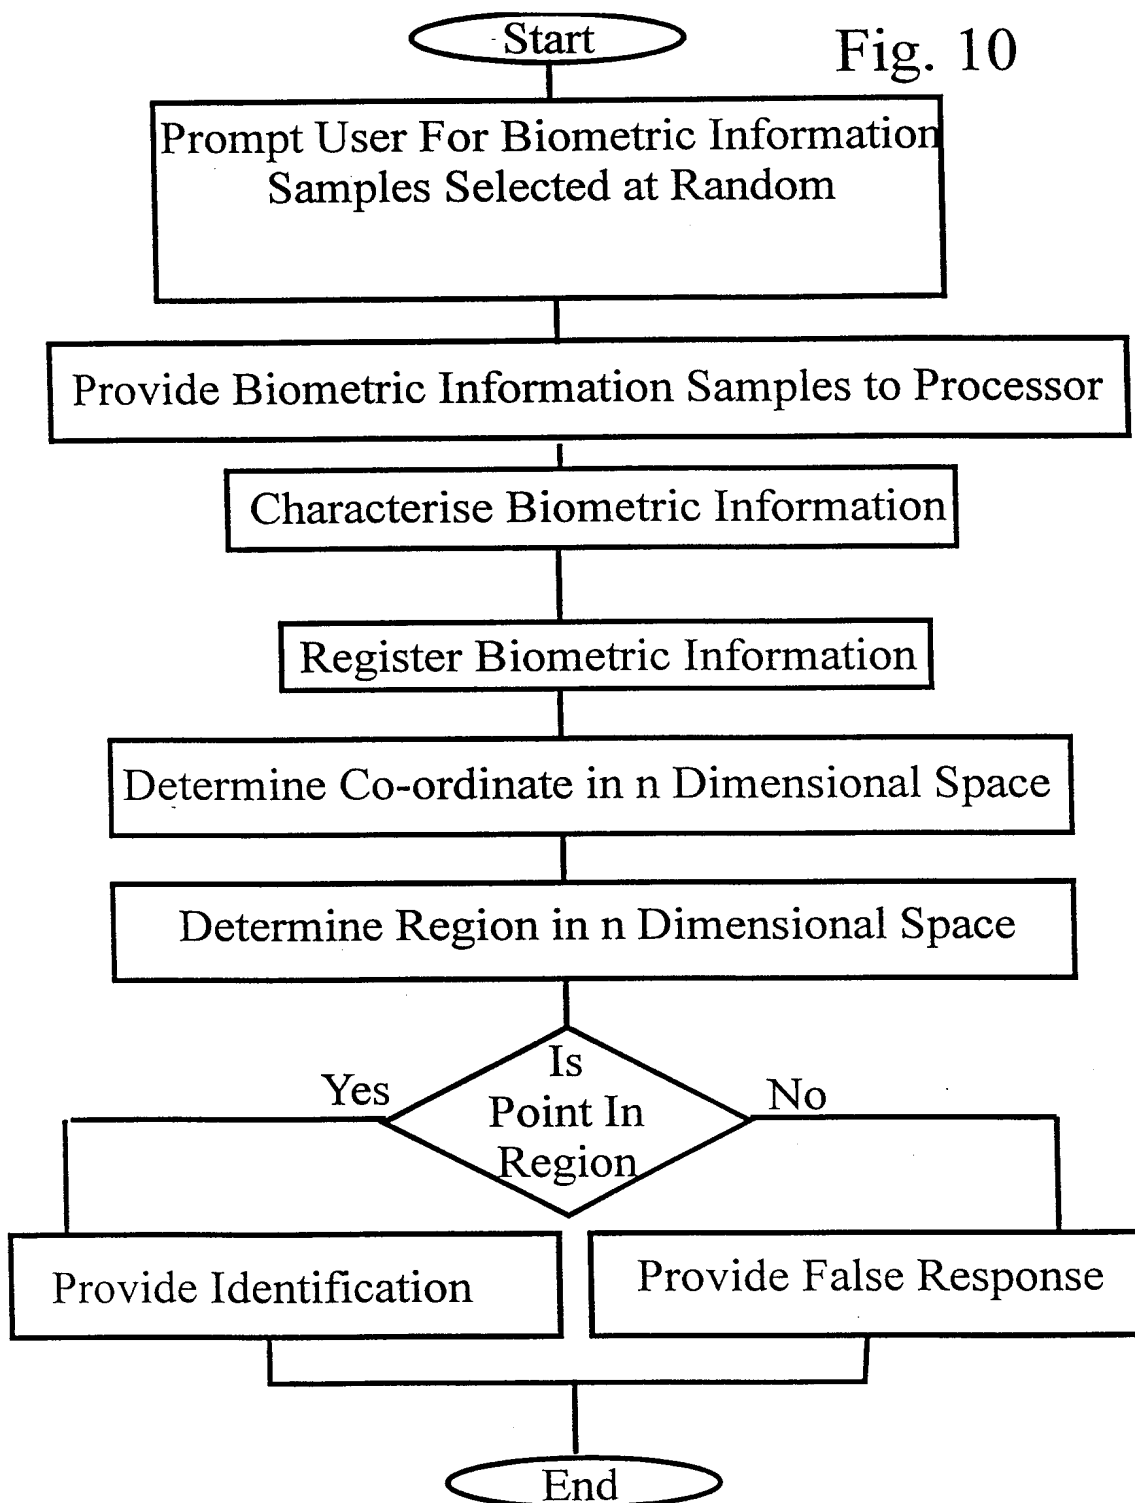 Start
Fig. 10
Prompt User For Biometric Information
Samples Selected at Random
Provide Biometric Information Samples to Processor
Characterise Biometric Information
Register Biometric Information
Determine Co-ordinate in n Dimensional Space
Determine Region in n Dimensional Space
Is
Point In
Region
Yes
No
Provide Identification
Provide False Response
End